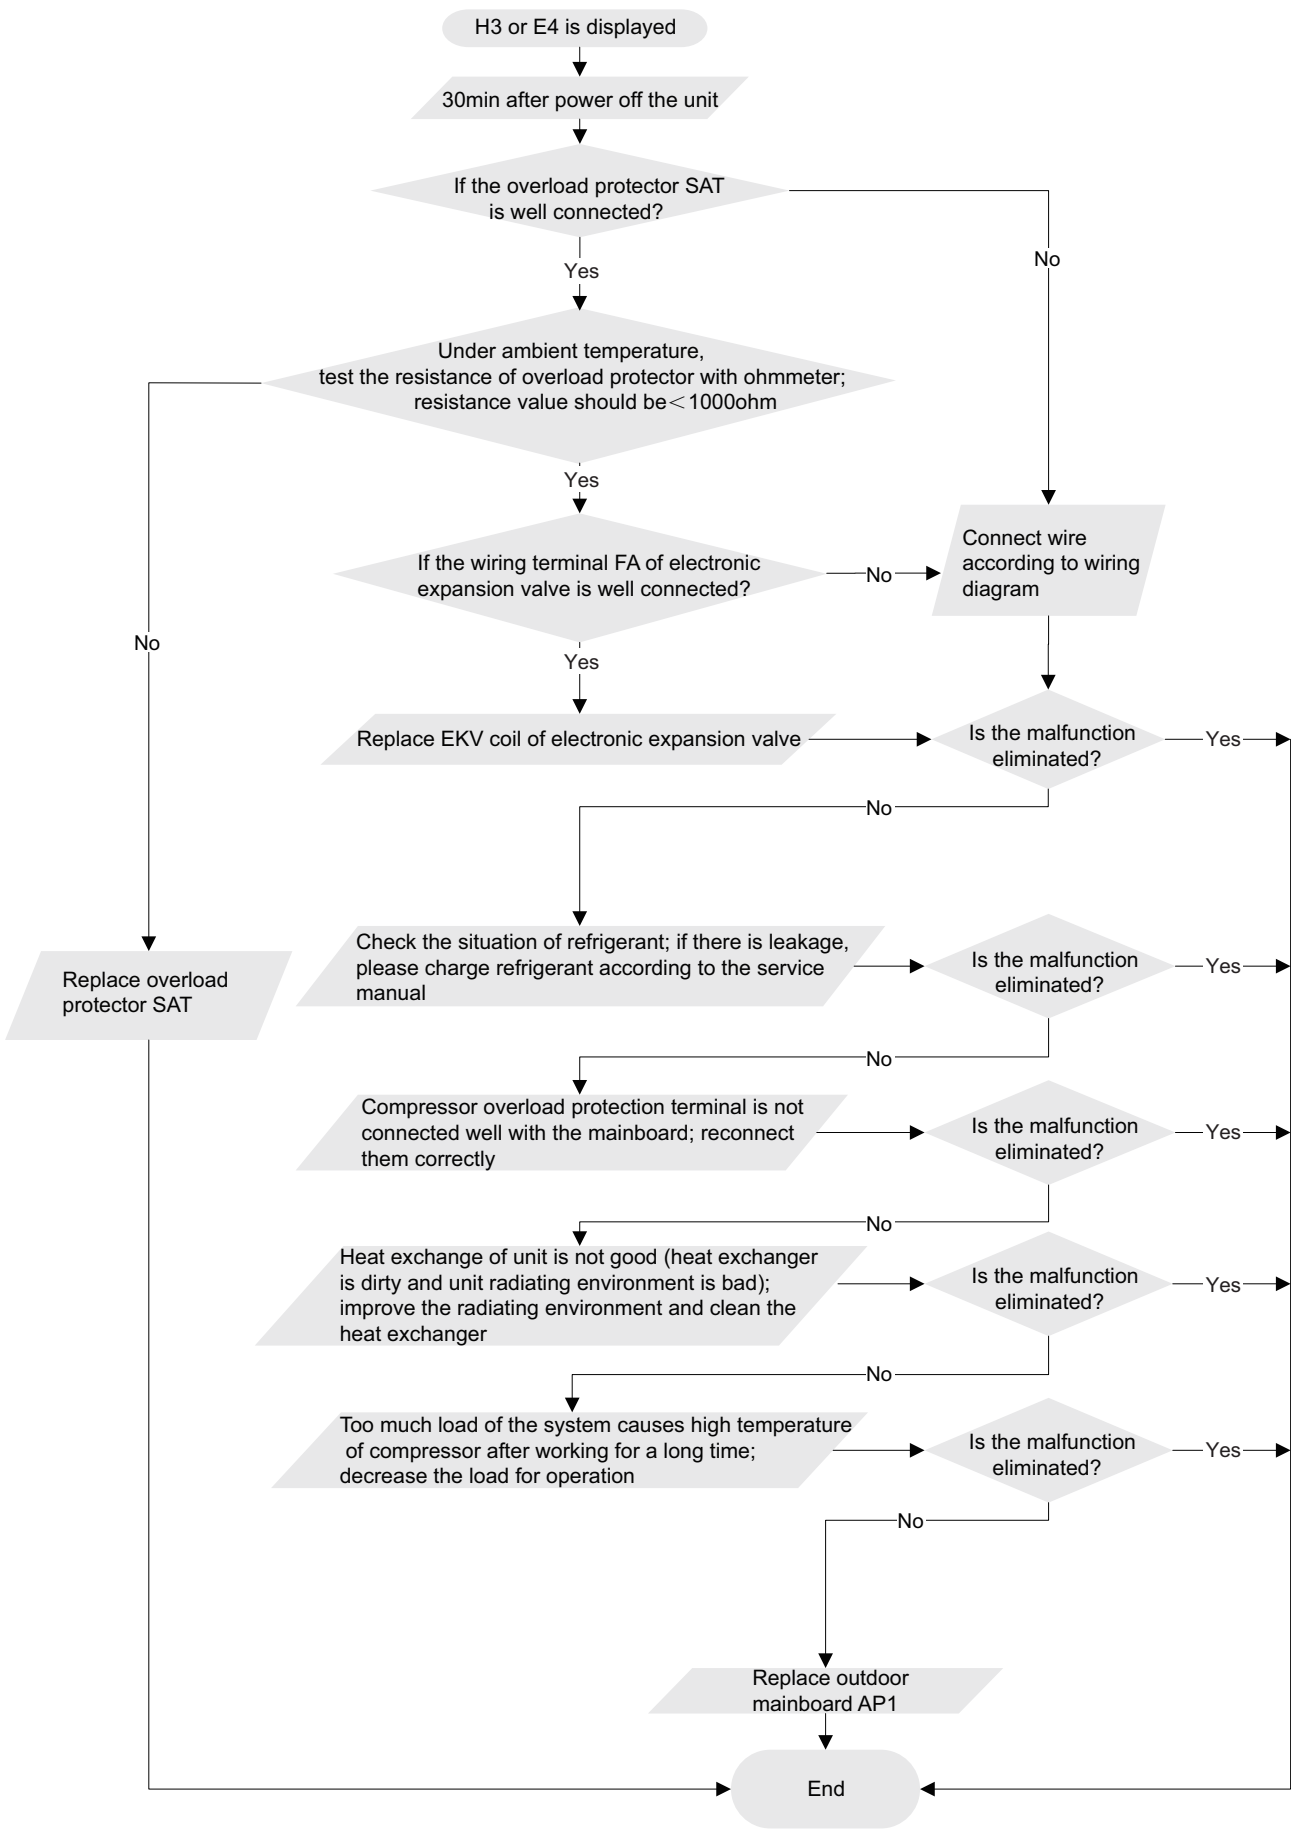 H3 or E4 is displayed
30min after power off the unit
If the overload protector SAT
is well connected?
No
Yes
Under ambient temperature,
test the resistance of overload protector with ohmmeter;
resistance value should be<1000ohm
Yes
If the wiring terminal FA of electronic
expansion valve is well connected?
No
Connect wire
according to wiring
diagram
No
Yes
Replace EKV coil of electronic expansion valve
Is the malfunction
eliminated?
Yes
No
Check the situation of refrigerant; if there is leakage,
please charge refrigerant according to the service
manual
Is the malfunction
eliminated?
Yes
Replace overload
protector SAT
No
Compressor overload protection terminal is not
connected well with the mainboard; reconnect
them correctly
Is the malfunction
eliminated?
Yes
No
Heat exchange of unit is not good (heat exchanger
is dirty and unit radiating environment is bad);
improve the radiating environment and clean the
heat exchanger
Is the malfunction
eliminated?
Yes
No
Too much load of the system causes high temperature
of compressor after working for a long time;
decrease the load for operation
Is the malfunction
eliminated?
Yes
No
Replace outdoor
mainboard AP1
End